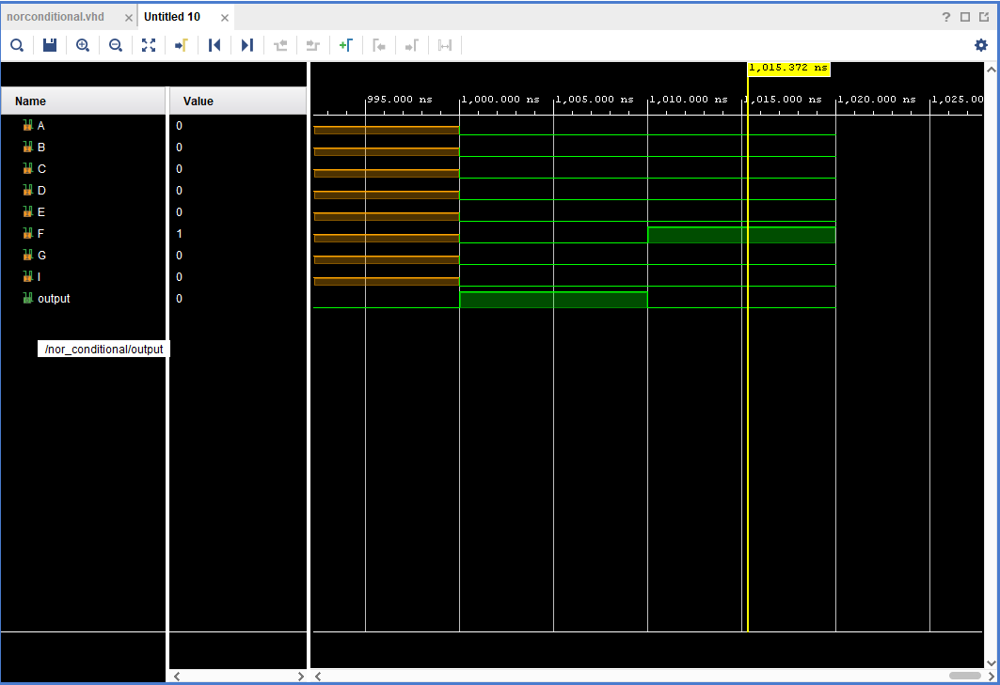 norconditional.vhd × Untitled 10 × ?
1,015.372 ns
Name Value 995.000 ns 1,000.000 ns 1,005.000 ns 1,010.000 ns 1,015.000 ns 1,020.000 ns 1,025.00
A 0
B 0
C 0
D 0
E 0
F 1
G 0
I 0
output 0
/nor_conditional/output